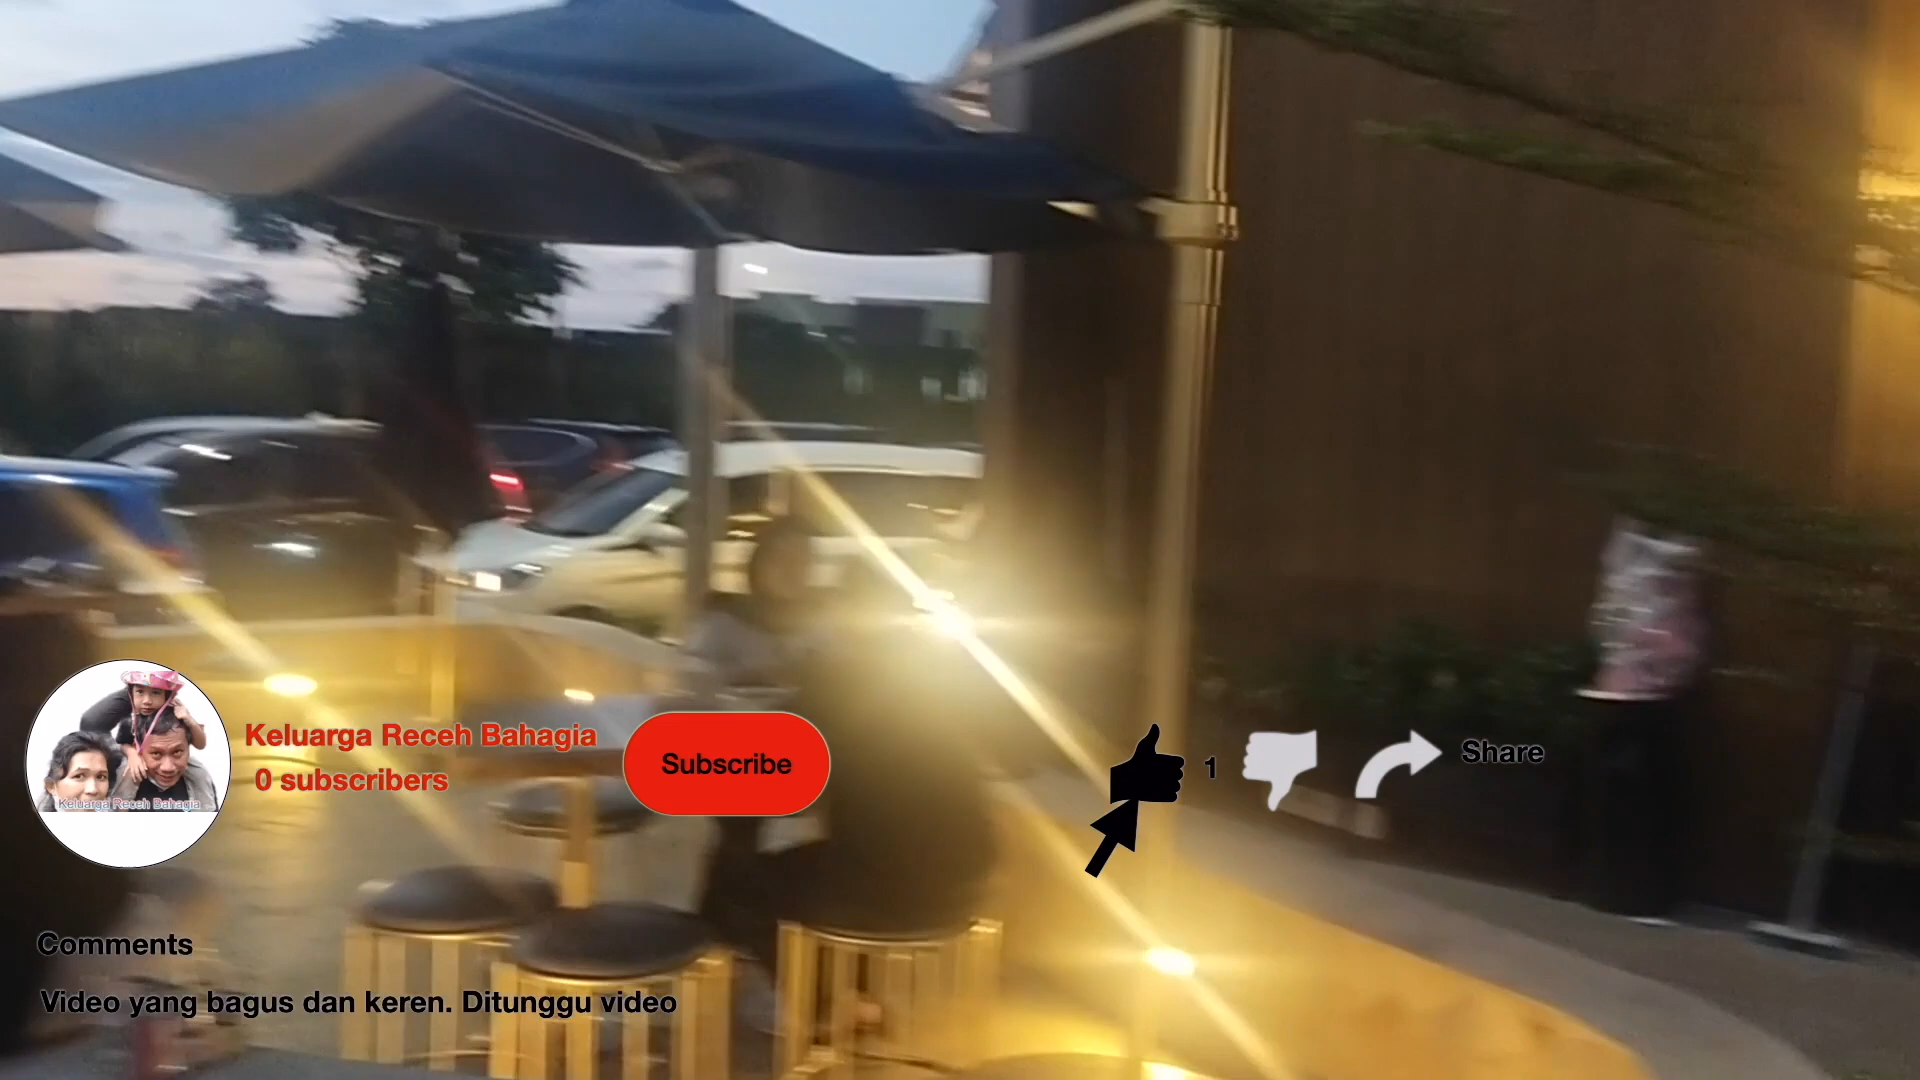 Keluarga Receh Bahagia
0 subscribers
Keluarga Receh Bahagia
Subscribe
1
Share
Comments
Video yang bagus dan keren. Ditunggu video